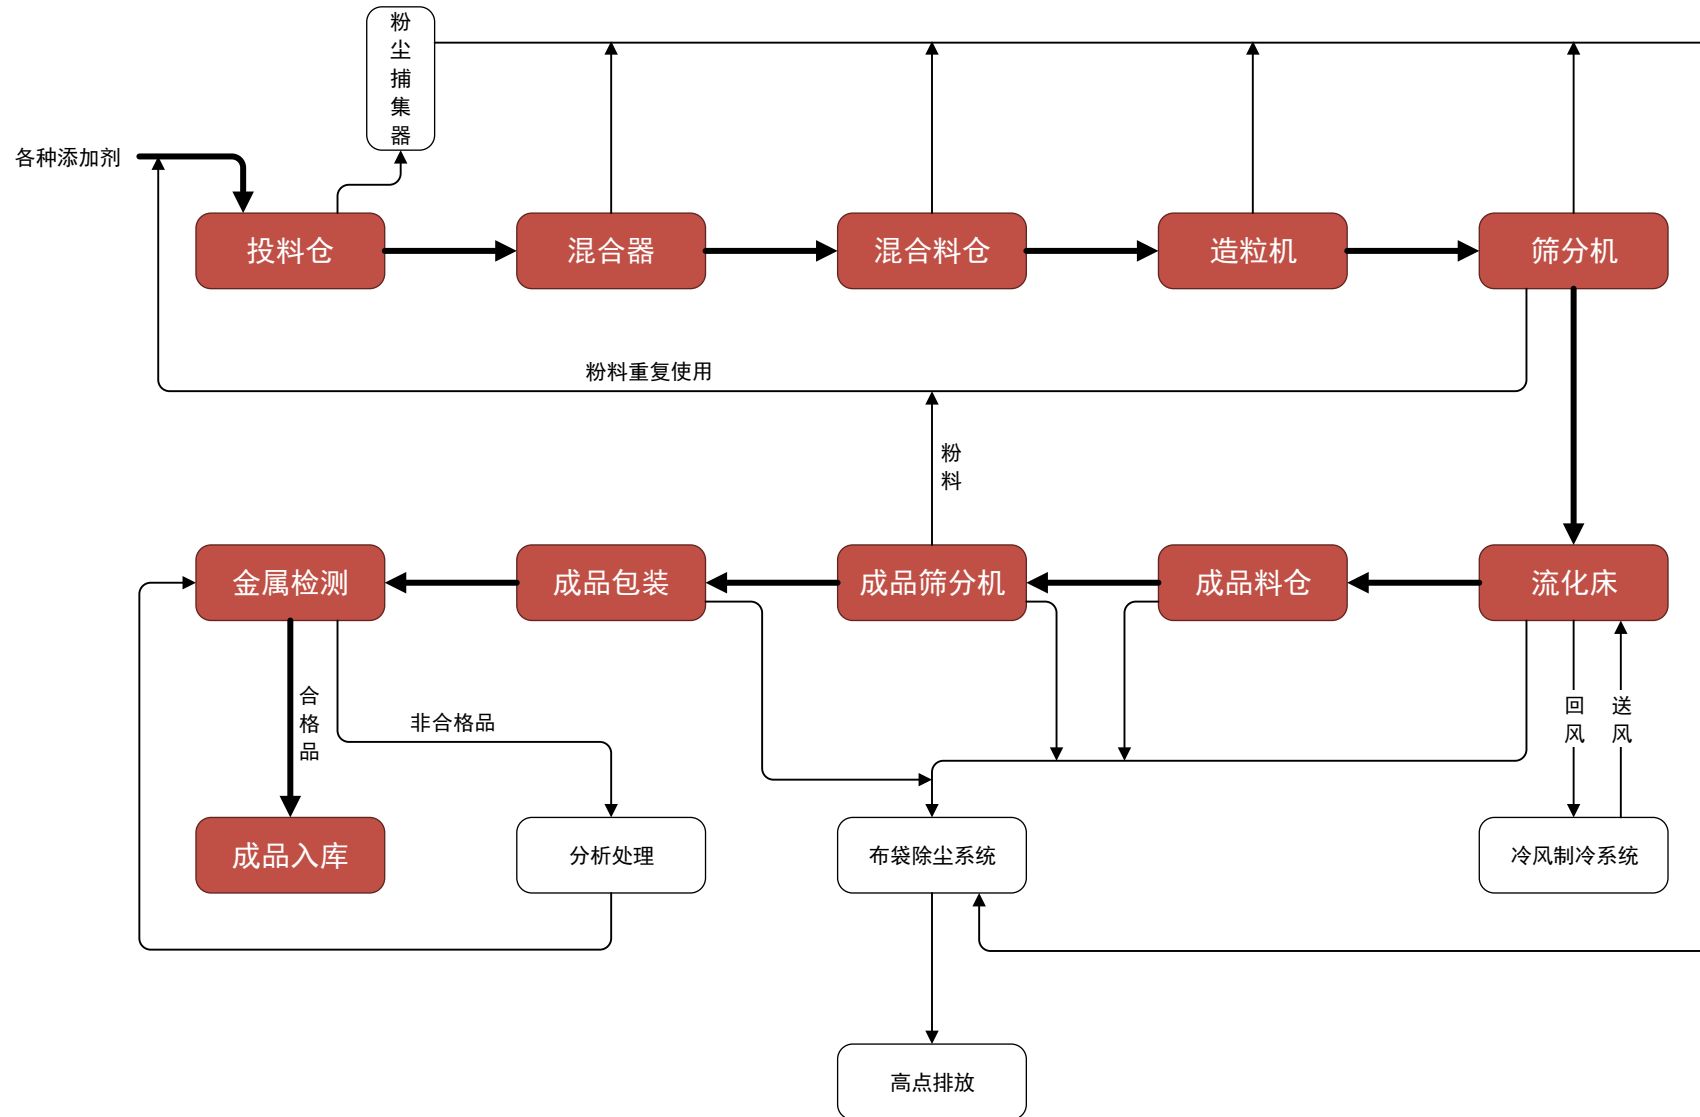 粉尘捕集器
各种添加剂
投料仓
混合器
混合料仓
造粒机
筛分机
粉料重复使用
粉料
金属检测
成品包装
成品筛分机
成品料仓
流化床
合格品
非合格品
回风
送风
成品入库
分析处理
布袋除尘系统
冷风制冷系统
高点排放